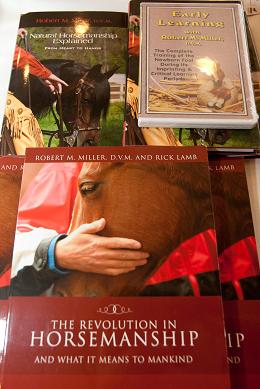 Robert M. Miller, D.V.M.
Natural Horsemanship
Explained
From Heart to Hands
Early
Learning
with
Robert M. Miller
D.V.M.
The Complete
Training of the
Newborn Foal
During its
Imprinting &
Critical Learning
Periods
Robert M. Miller, D.V.M. and Rick Lamb
The Revolution in
Horsemanship
and What It Means to Mankind